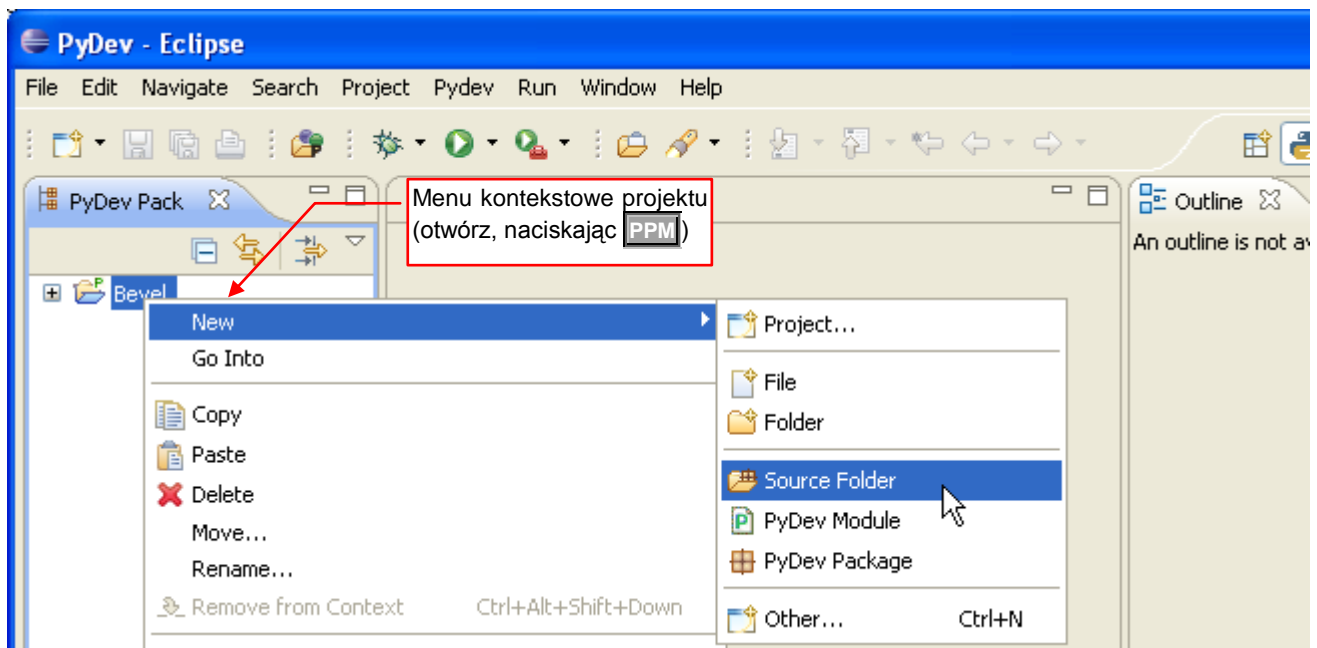 PyDev - Eclipse
File Edit Navigate Search Project Pydev Run Window Help
PyDev Pack
Menu kontekstowe projektu
(otwórz, naciskając PPM)
Outline
An outline is not
Bevel
New
Go Into
Copy
Paste
Delete
Move...
Rename...
Remove from Context Ctrl+Alt+Shift+Down
Project...
File
Folder
Source Folder
PyDev Module
PyDev Package
Other... Ctrl+N